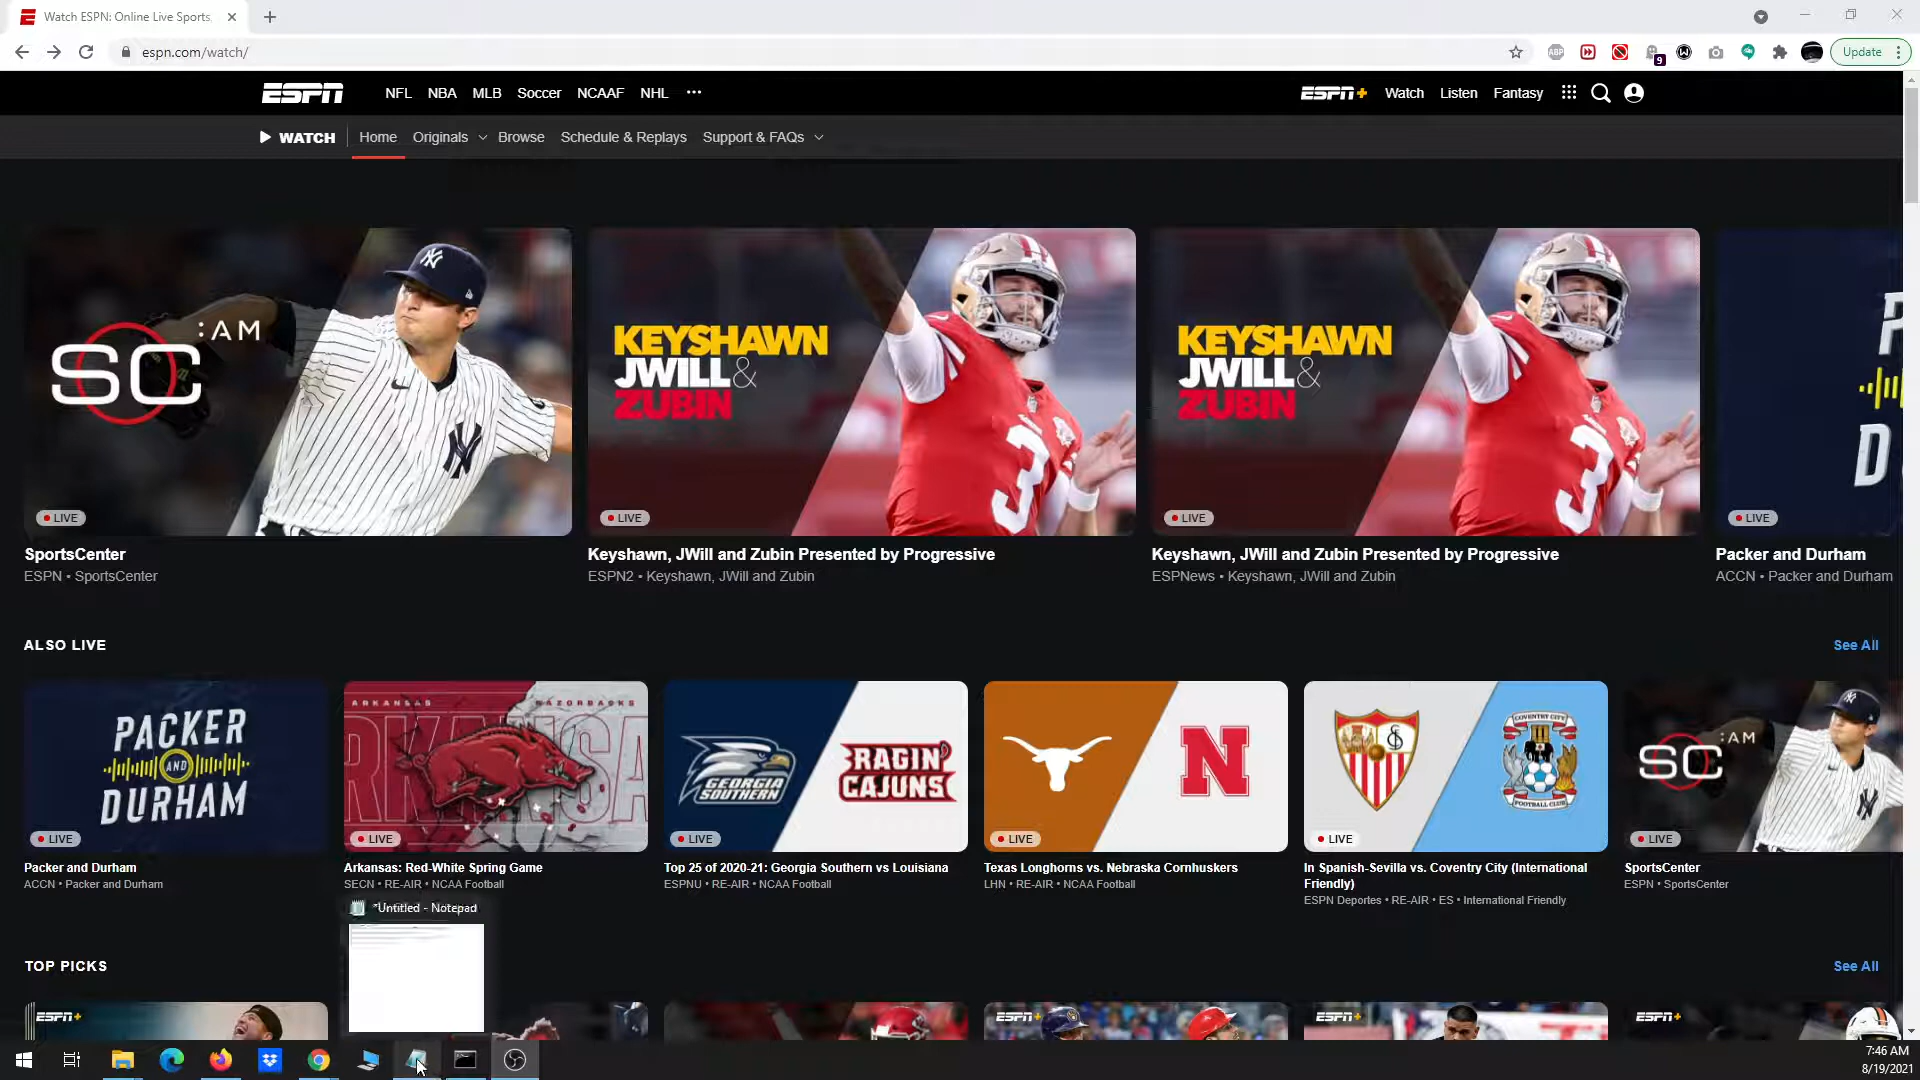 Watch ESPN: Online Live Sports,
espn.com/watch/
ABP
9
Update
ESPN
NFL
NBA
MLB
Soccer
NCAAF
NHL
ESPN+
Watch
Listen
Fantasy
WATCH
Home
Originals
Browse
Schedule & Replays
Support & FAQs
SC
:AM
LIVE
KEYSHAWN
JWILL&
ZUBIN
LIVE
KEYSHAWN
JWILL&
ZUBIN
LIVE
LIVE
SportsCenter
ESPN • SportsCenter
Keyshawn, JWill and Zubin Presented by Progressive
ESPN2 • Keyshawn, JWill and Zubin
Keyshawn, JWill and Zubin Presented by Progressive
ESPNews • Keyshawn, JWill and Zubin
Packer and Durham
ACCN • Packer and Durham
ALSO LIVE
See All
PACKER
AND
DURHAM
LIVE
ARKANSAS
RAZORBACKS
LIVE
GEORGIA
SOUTHERN
RAGIN'
CAJUNS
LIVE
N
LIVE
COVENTRY CITY
FOOTBALL CLUB
LIVE
SC
:AM
LIVE
Packer and Durham
ACCN • Packer and Durham
Arkansas: Red-White Spring Game
SECN • RE-AIR • NCAA Football
Top 25 of 2020-21: Georgia Southern vs Louisiana
ESPNU • RE-AIR • NCAA Football
Texas Longhorns vs. Nebraska Cornhuskers
LHN • RE-AIR • NCAA Football
In Spanish-Sevilla vs. Coventry City (International
Friendly)
ESPN Deportes • RE-AIR • ES • International Friendly
SportsCenter
ESPN • SportsCenter
*Untitled - Notepad
TOP PICKS
See All
ESPN+
ESPN+
ESPN+
ESPN+
7:46 AM
8/19/2021